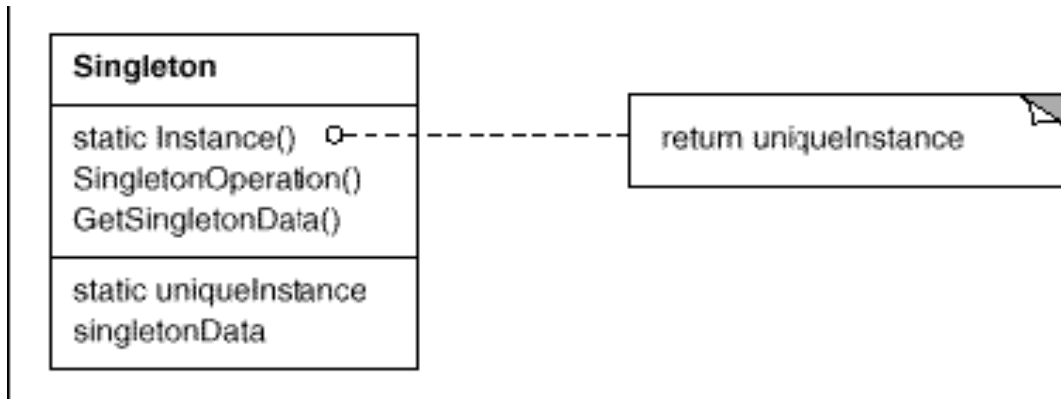 Singleton
static Instance()
return uniqueInstance
SingletonOperation()
GetSingletonData()
static uniqueInstance
singletonData